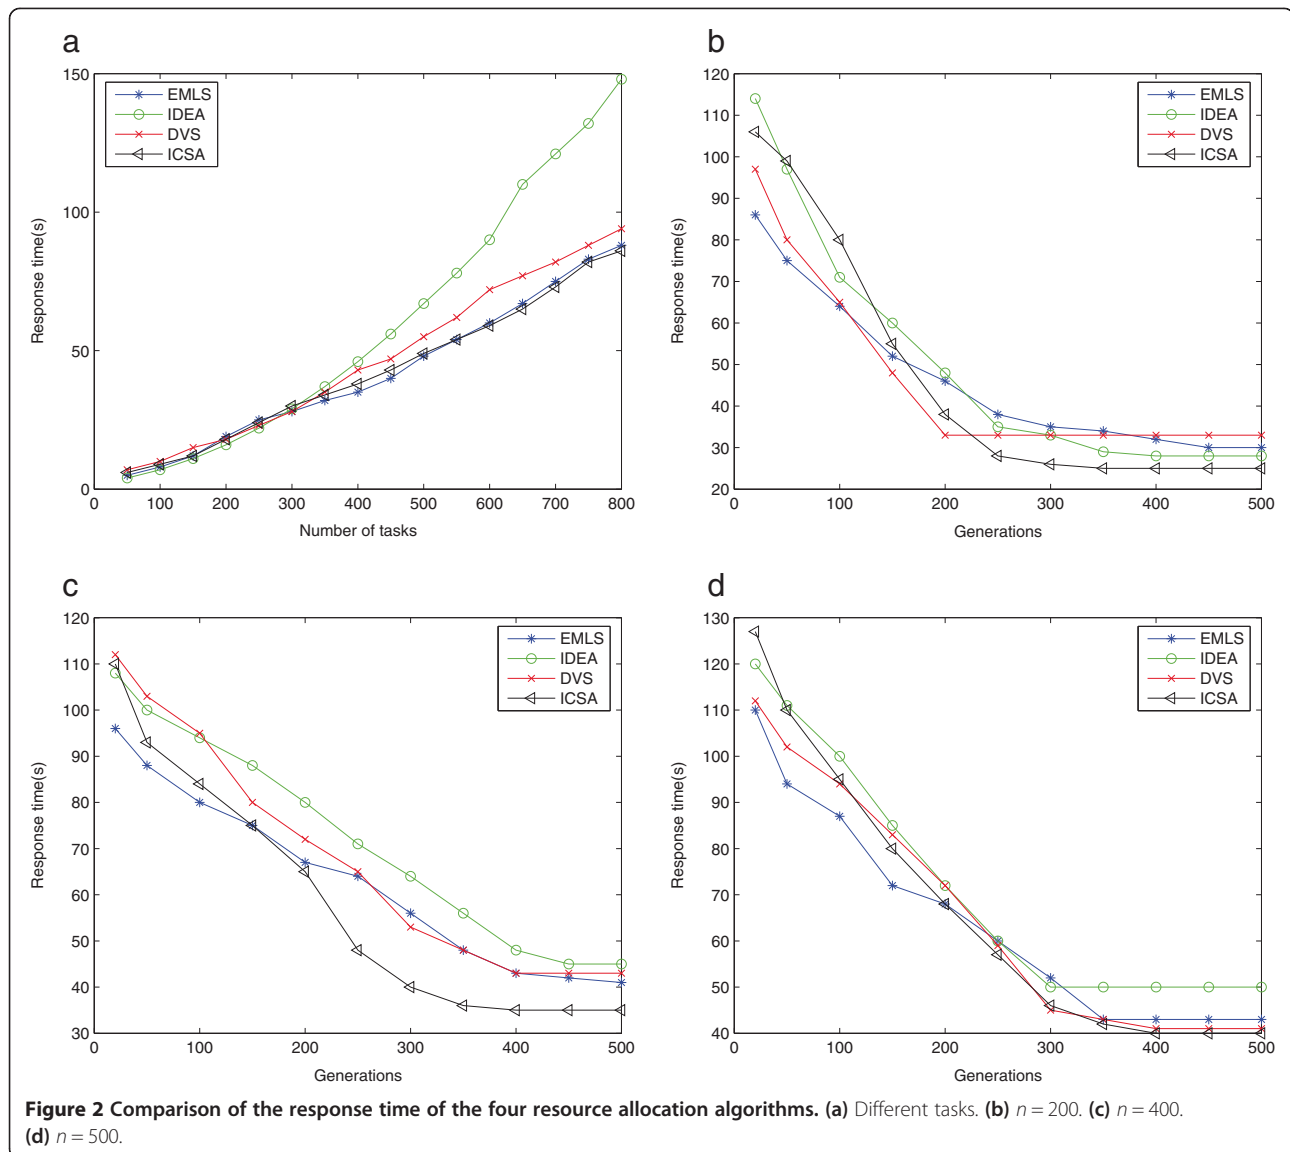 a
150
100
50
0
0 100 200 300 400 500 600 700 800
Response time(s)
Number of tasks
EMLS
IDEA
DVS
ICSA
b
120
110
100
90
80
70
60
50
40
30
20
0 100 200 300 400 500
Response time(s)
Generations
EMLS
IDEA
DVS
ICSA
c
120
110
100
90
80
70
60
50
40
30
0 100 200 300 400 500
Response time(s)
Generations
EMLS
IDEA
DVS
ICSA
d
130
120
110
100
90
80
70
60
50
40
0 100 200 300 400 500
Response time(s)
Generations
EMLS
IDEA
DVS
ICSA
Figure 2 Comparison of the response time of the four resource allocation algorithms. (a) Different tasks. (b) n = 200. (c) n = 400.
(d) n = 500.